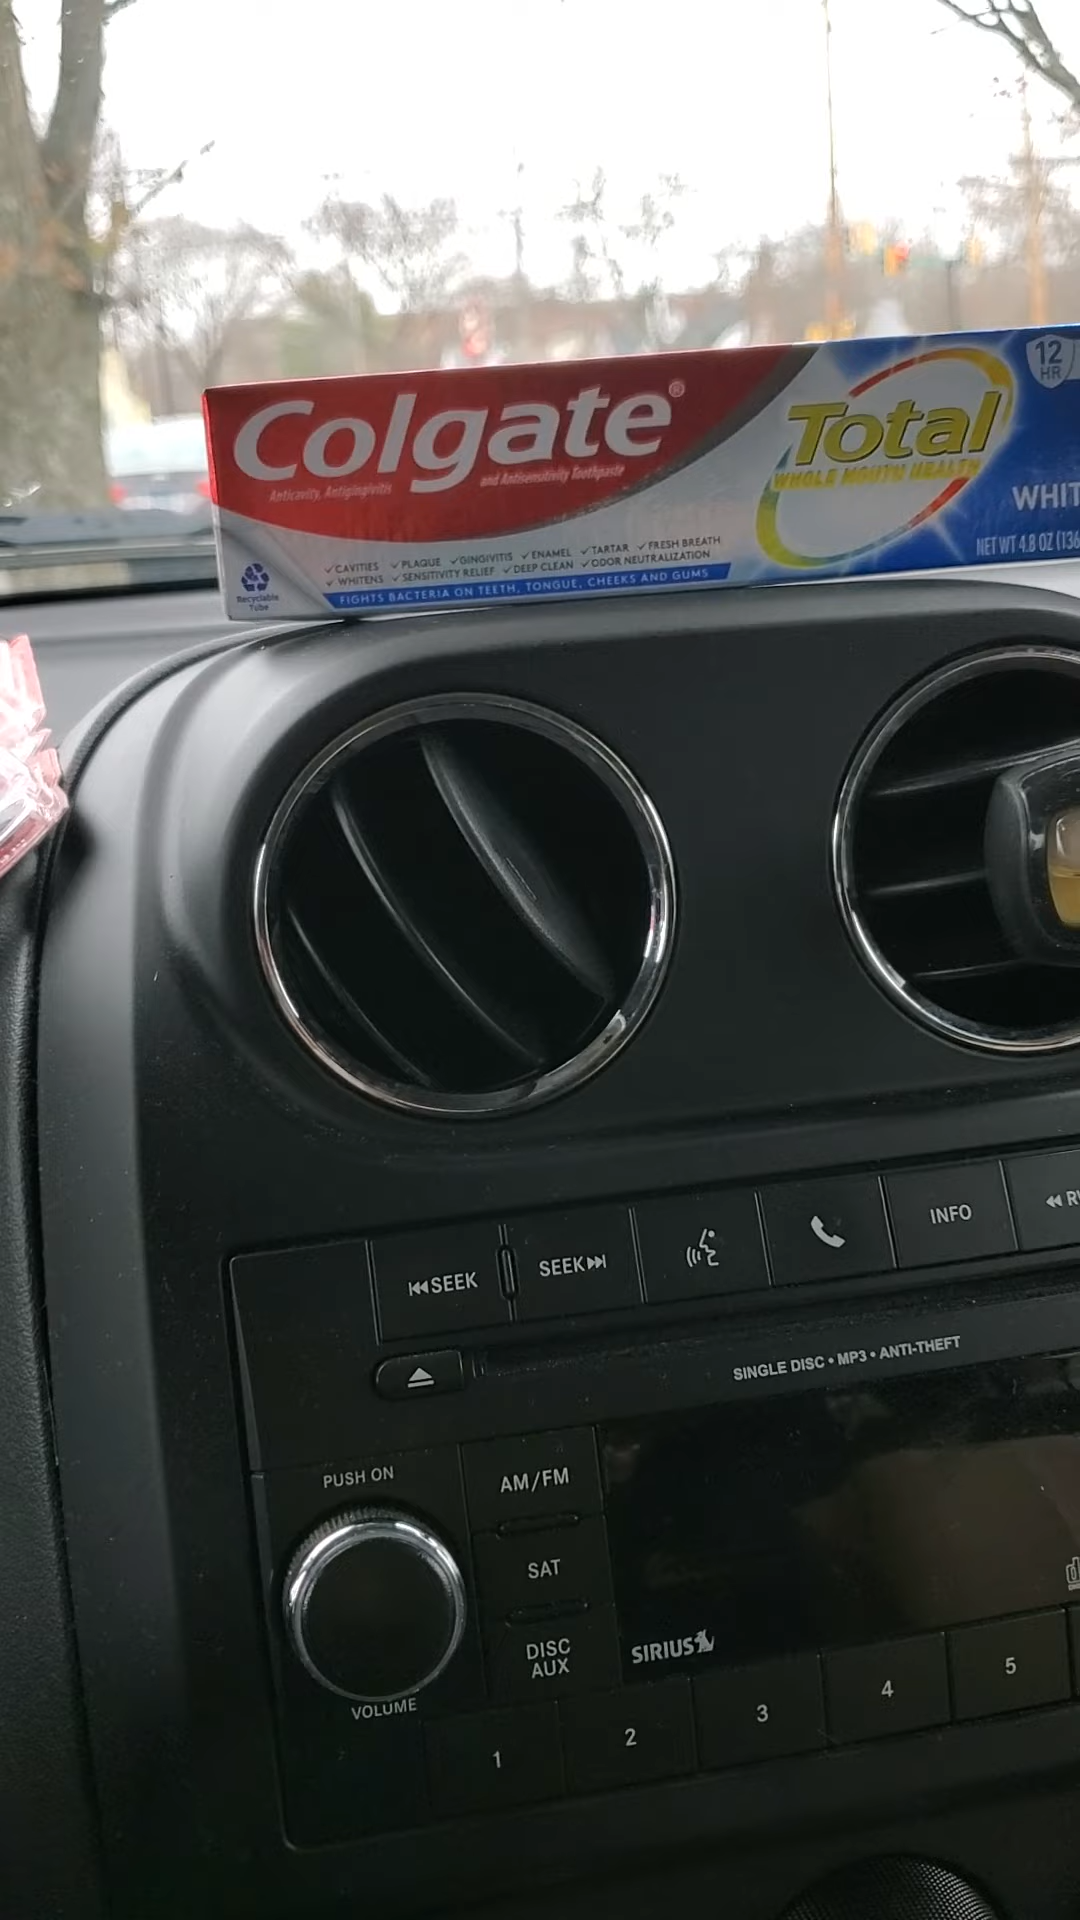 Colgate®
Anticavity, Antigingivitis
and Antisensitivity Toothpaste
✓CAVITIES ✓PLAQUE ✓GINGIVITIS ✓ENAMEL ✓TARTAR ✓FRESH BREATH
✓WHITENS ✓SENSITIVITY RELIEF ✓DEEP CLEAN ✓ODOR NEUTRALIZATION
FIGHTS BACTERIA ON TEETH, TONGUE, CHEEKS AND GUMS
Recyclable
Tube
Total
WHOLE MOUTH HEALTH
12
HR
WHIT
NET WT 4.8 OZ (136
SEEK
SEEK
INFO
SINGLE DISC • MP3 • ANTI-THEFT
PUSH ON
VOLUME
AM/FM
SAT
DISC
AUX
SIRIUS
1
2
3
4
5